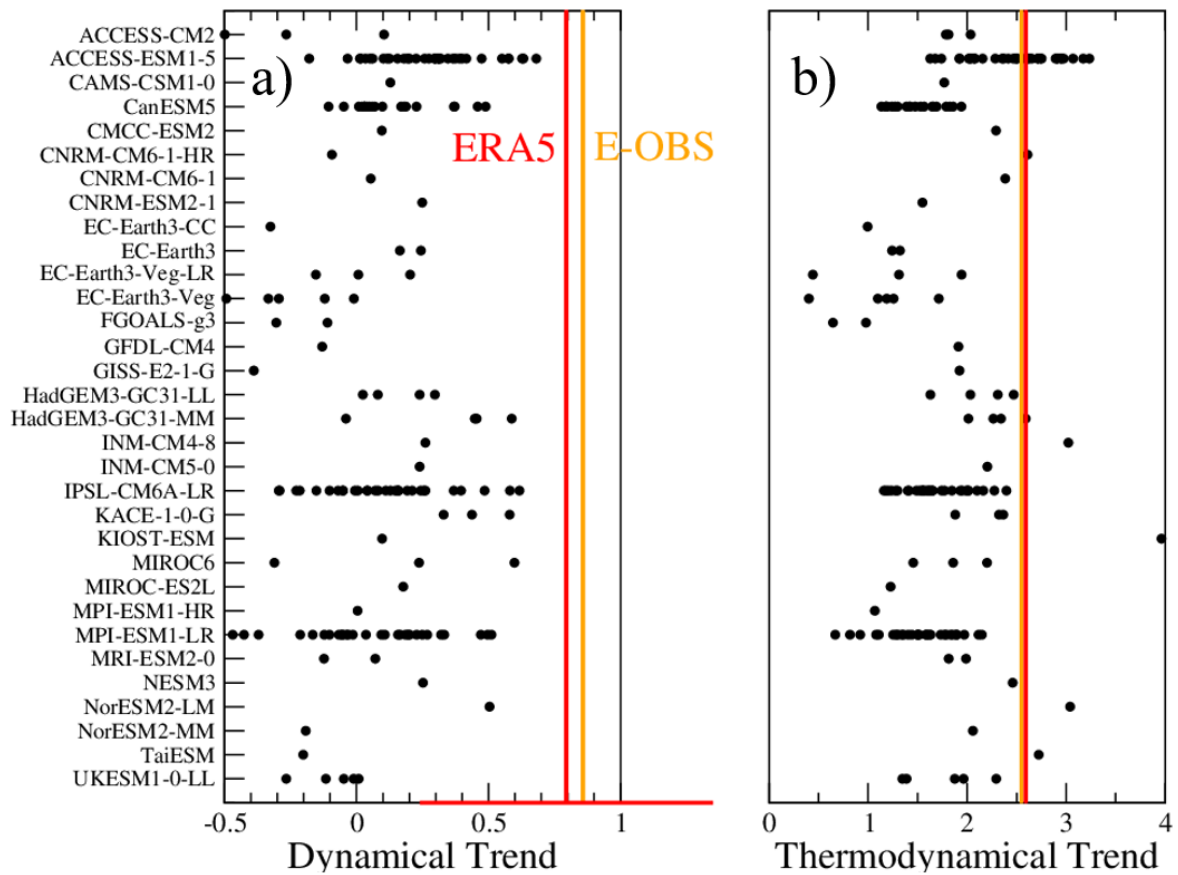 ACCESS-CM2
ACCESS-ESM1-5
CAMS-CSM1-0
CanESM5
CMCC-ESM2
CNRM-CM6-1-HR
CNRM-CM6-1
CNRM-ESM2-1
EC-Earth3-CC
EC-Earth3
EC-Earth3-Veg-LR
EC-Earth3-Veg
FGOALS-g3
GFDL-CM4
GISS-E2-1-G
HadGEM3-GC31-LL
HadGEM3-GC31-MM
INM-CM4-8
INM-CM5-0
IPSL-CM6A-LR
KACE-1-0-G
KIOST-ESM
MIROC6
MIROC-ES2L
MPI-ESM1-HR
MPI-ESM1-LR
MRI-ESM2-0
NESM3
NorESM2-LM
NorESM2-MM
TaiESM
UKESM1-0-LL
a)
ERA5
E-OBS
-0.5 0 0.5 1
Dynamical Trend
b)
0 1 2 3 4
Thermodynamical Trend